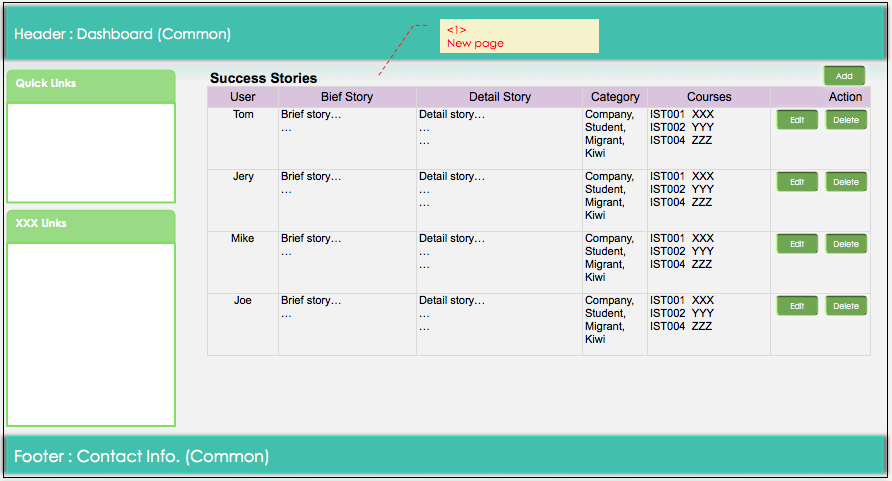 Header : Dashboard (Common)
<1>
New page
Quick Links
Success Stories
Add
User Bief Story Detail Story Category Courses Action
Tom Brief story… Detail story… Company, IST001 XXX Edit Delete
… … Student, IST002 YYY
… Migrant, IST004 ZZZ
Kiwi
Jery Brief story… Detail story… Company, IST001 XXX Edit Delete
… … Student, IST002 YYY
… Migrant, IST004 ZZZ
Kiwi
XXX Links
Mike Brief story… Detail story… Company, IST001 XXX Edit Delete
… … Student, IST002 YYY
… Migrant, IST004 ZZZ
Kiwi
Joe Brief story… Detail story… Company, IST001 XXX Edit Delete
… … Student, IST002 YYY
… Migrant, IST004 ZZZ
Kiwi
Footer : Contact Info. (Common)